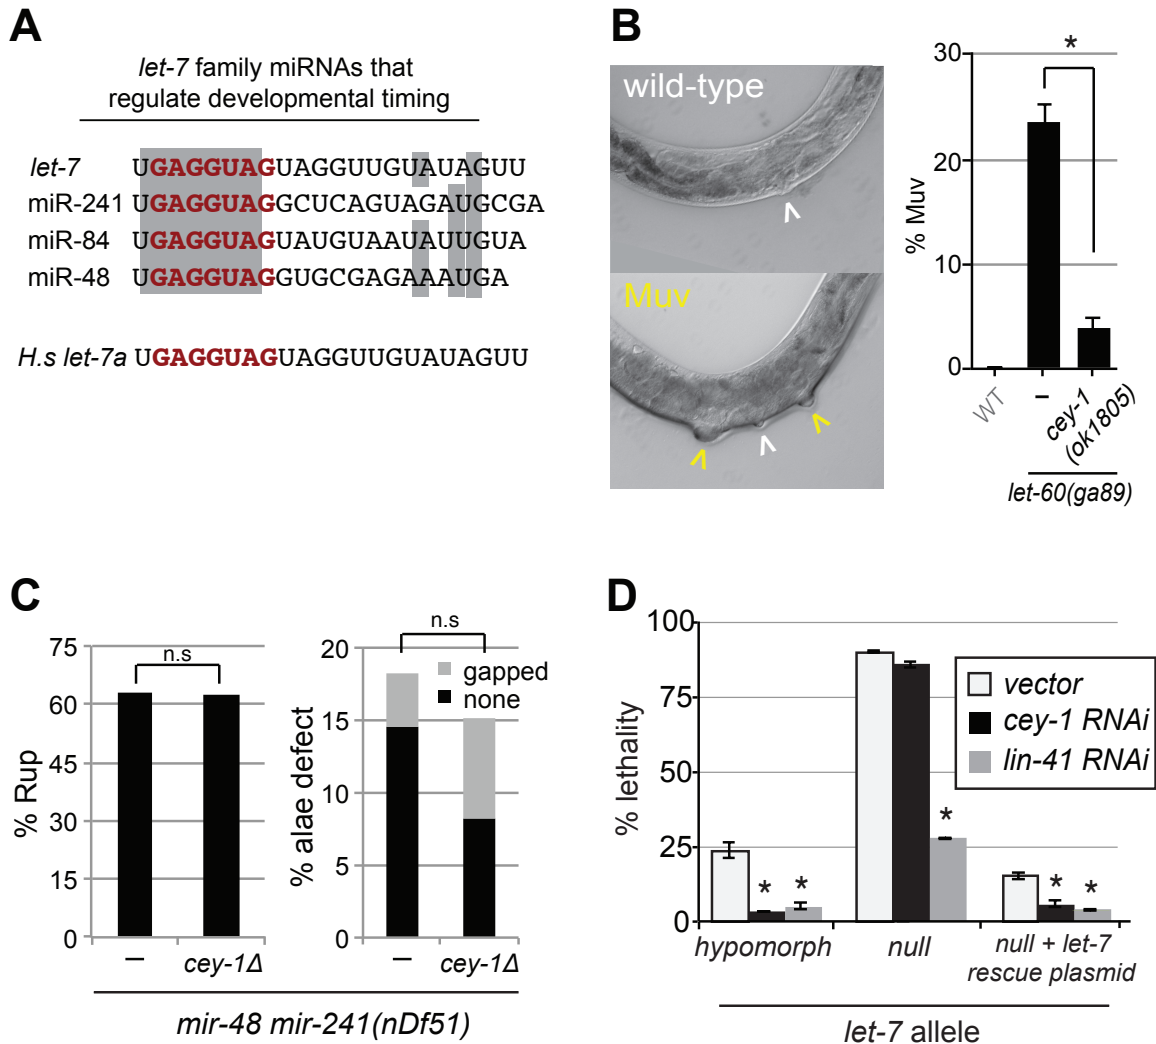 A
let-7 family miRNAs that
regulate developmental timing
let-7 UGAGGUAGUAGGUUGUAUAGUU
miR-241 UGAGGUAGGCUCAGUAGAUGCGA
miR-84 UGAGGUAGUAUGUAAUAUUGUA
miR-48 UGAGGUAGGUGCGAGAAAUGA
H.s let-7a UGAGGUAGUAGGUUGUAUAGUU
B
wild-type
Muv
% Muv
30
20
10
0
*
WT
–
cey-1
(ok1805)
let-60(ga89)
C
% Rup
75
60
45
30
15
0
n.s
–
cey-1Δ
% alae defect
20
15
10
5
0
n.s
gapped
none
–
cey-1Δ
mir-48 mir-241(nDf51)
D
% lethality
100
75
50
25
0
vector
cey-1 RNAi
lin-41 RNAi
* *
*
* *
hypomorph
null
null + let-7
rescue plasmid
let-7 allele